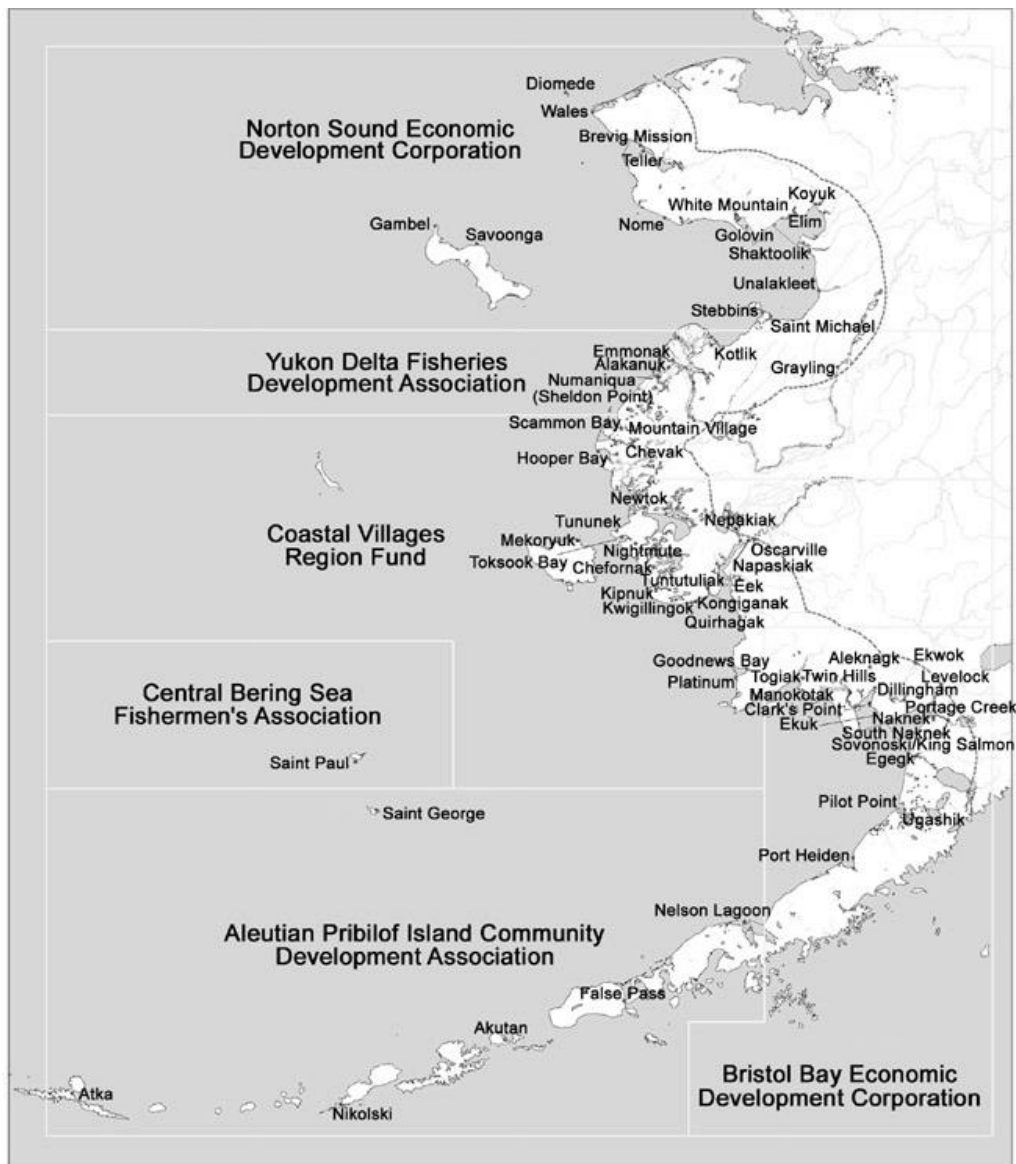 Diomede
Wales
Norton Sound Economic
Development Corporation
Brevig Mission
Teller
Koyuk
White Mountain
Elim
Gambel
Savoonga
Nome
Golovin
Shaktoolik
Unalakleet
Stebbins
Saint Michael
Yukon Delta Fisheries
Development Association
Emmonak
Kotlik
Alakanuk
Grayling
Numaniqua
(Sheldon Point)
Scammon Bay
Mountain Village
Chevak
Hooper Bay
Newtok
Coastal Villages
Region Fund
Tununek
Nepakiak
Mekoryuk
Nightmute
Oscarville
Toksook Bay
Chefornak
Napaskiak
Tuntutuliak
Eek
Kipnuk
Kongiganak
Kwigillingok
Quirhagak
Central Bering Sea
Fishermen's Association
Goodnews Bay
Aleknagk
Ekwok
Platinum
Togiak
Twin Hills
Levelock
Manokotak
Dillingham
Clark's Point
Portage Creek
Ekuk
Naknek
South Naknek
Sovonoski/King Salmon
Egegk
Saint Paul
Saint George
Pilot Point
Ugashik
Port Heiden
Nelson Lagoon
Aleutian Pribilof Island Community
Development Association
False Pass
Akutan
Atka
Nikolski
Bristol Bay Economic
Development Corporation